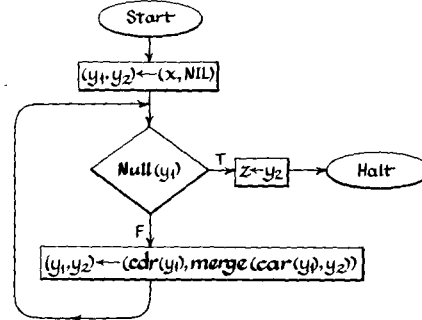 Start
(y₁,y₂)←(x,NIL)
Null(y₁)
T
z←y₂
Halt
F
(y₁,y₂)←(cdr(y₁),merge(car(y₁),y₂))